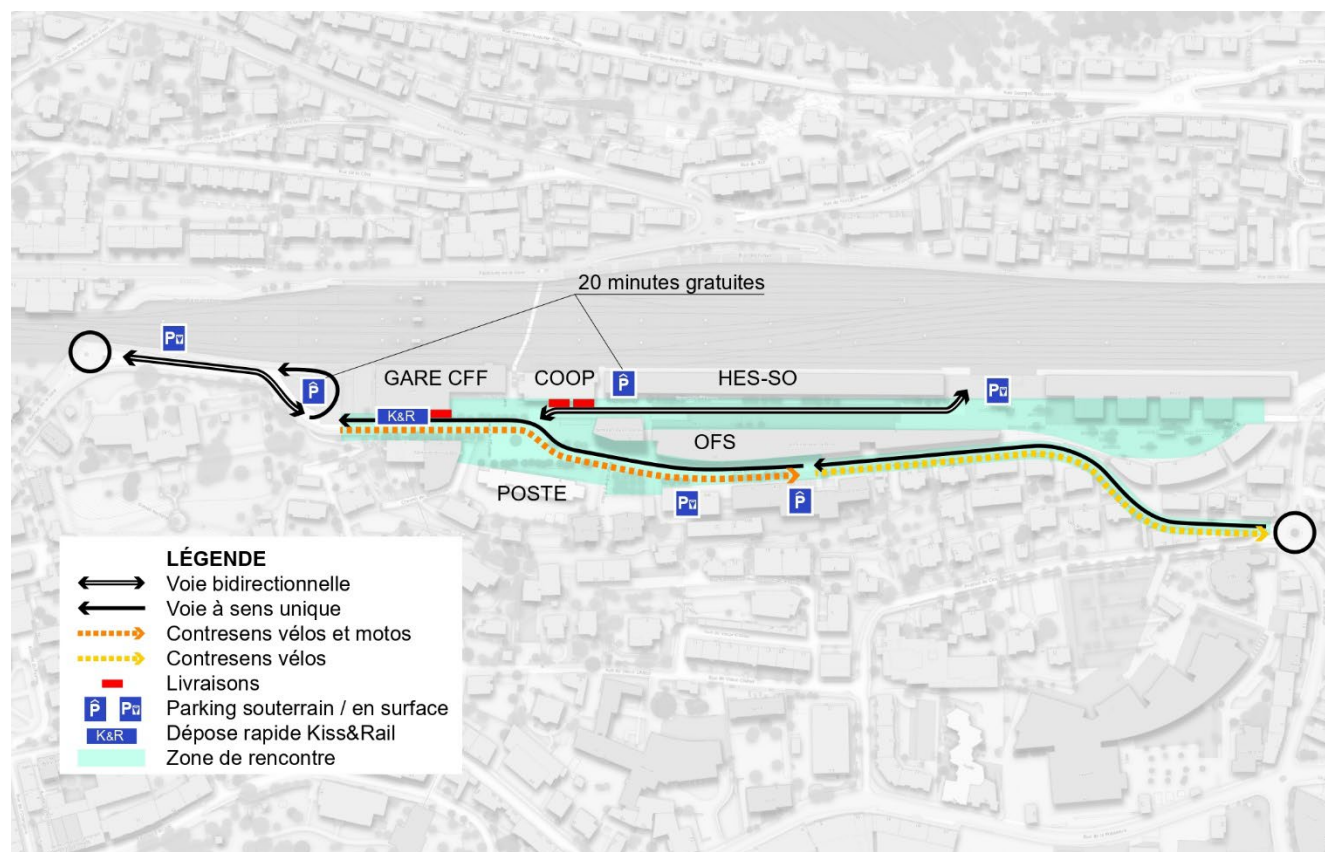 20 minutes gratuites
P
GARE CFF
COOP
P
HES-SO
P
K&R
P
OFS
POSTE
P
P
LÉGENDE
Voie bidirectionnelle
Voie à sens unique
Contresens vélos et motos
Contresens vélos
Livraisons
P P Parking souterrain / en surface
K&R Dépose rapide Kiss&Rail
Zone de rencontre